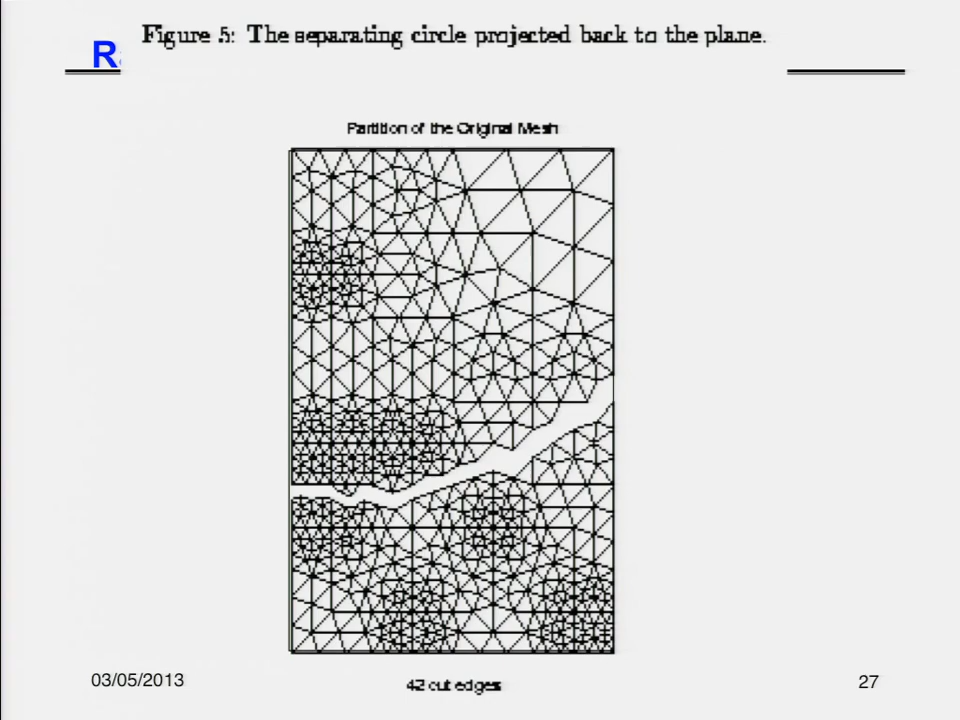 Figure 5: The separating circle projected back to the plane.
Partition of the Original Mesh
03/05/2013
42 cut edges
27